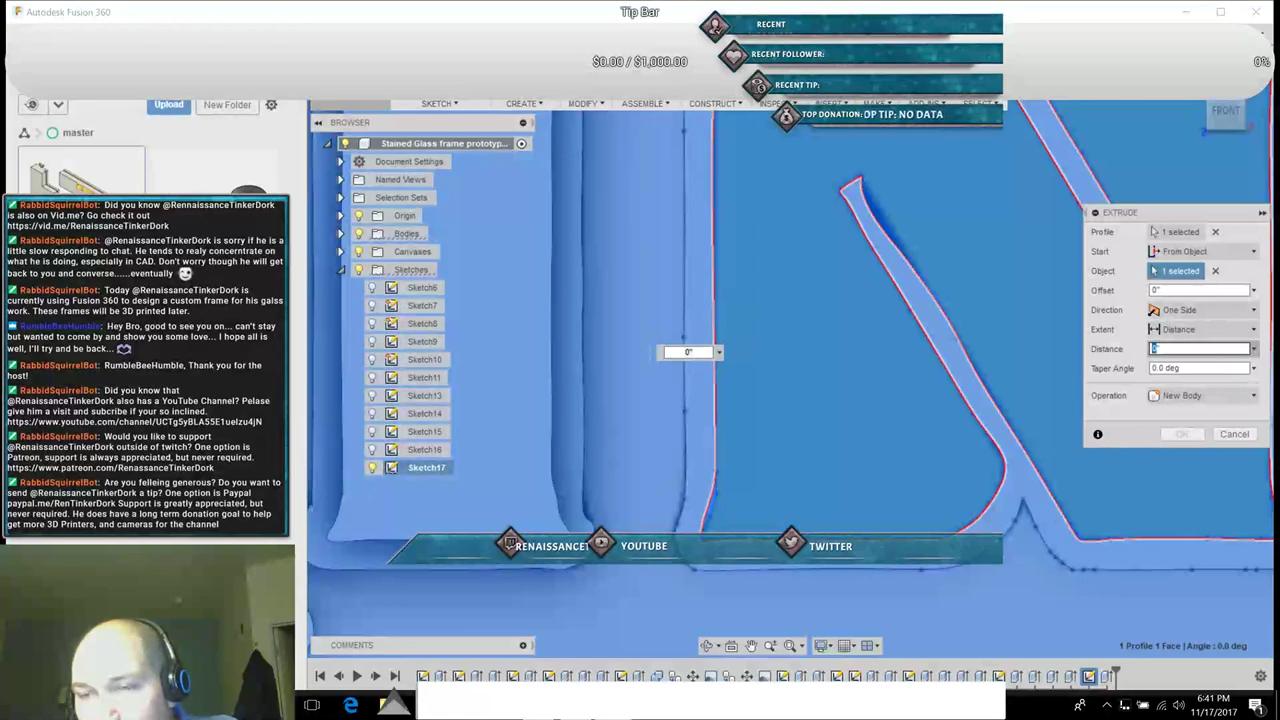 Autodesk Fusion 360
Tip Bar
RECENT
RECENT FOLLOWER:
$0.00 / $1,000.00
0%
RECENT TIP:
TOP DONATION: OP TIP: NO DATA
Upload
New Folder
SKETCH
CREATE
MODIFY
ASSEMBLE
CONSTRUCT
FRONT
master
BROWSER
Stained Glass frame prototyp...
Document Settings
Named Views
Selection Sets
Origin
Bodies
Canvases
Sketches
Sketch6
Sketch7
Sketch8
Sketch9
Sketch10
Sketch11
Sketch13
Sketch14
Sketch15
Sketch16
Sketch17
RabbidSquirrelBot: Did you know @RennaissanceTinkerDork
is also on Vid.me? Go check it out
https://vid.me/RenaissanceTinkerDork
RabbidSquirrelBot: @RenaissanceTinkerDork is sorry if he is a
little slow responding to chat. He tends to realy concerntrate on
what he is doing, especially in CAD. Don't worry though he will get
back to you and converse......eventually
RabbidSquirrelBot: Today @RenaissanceTinkerDork is
currently using Fusion 360 to design a custom frame for his galss
work. These frames will be 3D printed later.
RumbleBeeHumble: Hey Bro, good to see you on... can't stay
but wanted to come by and show you some love... I hope all is
well, I'll try and be back...
RabbidSquirrelBot: RumbleBeeHumble, Thank you for the
host!
RabbidSquirrelBot: Did you know that
@RenaissanceTinkerDork also has a YouTube Channel? Pelase
give him a visit and subcribe if your so inclined.
https://www.youtube.com/channel/UCTg5yBLA55E1uelzu4jN
RabbidSquirrelBot: Would you like to support
@RenaissanceTinkerDork outside of twitch? One option is
Patreon, support is always appreciated, but never required.
https://www.patreon.com/RenassanceTinkerDork
RabbidSquirrelBot: Are you felleing generous? Do you want to
send @RenaissanceTinkerDork a tip? One option is Paypal
paypal.me/RenTinkerDork Support is greatly appreciated, but
never required. He does have a long term donation goal to help
get more 3D Printers, and cameras for the channel
0"
EXTRUDE
Profile 1 selected
Start From Object
Object 1 selected
Offset 0"
Direction One Side
Extent Distance
Distance
Taper Angle 0.0 deg
Operation New Body
OK Cancel
RENAISSANCET
YOUTUBE
TWITTER
COMMENTS
1 Profile 1 Face | Angle : 0.0 deg
6:41 PM
11/17/2017